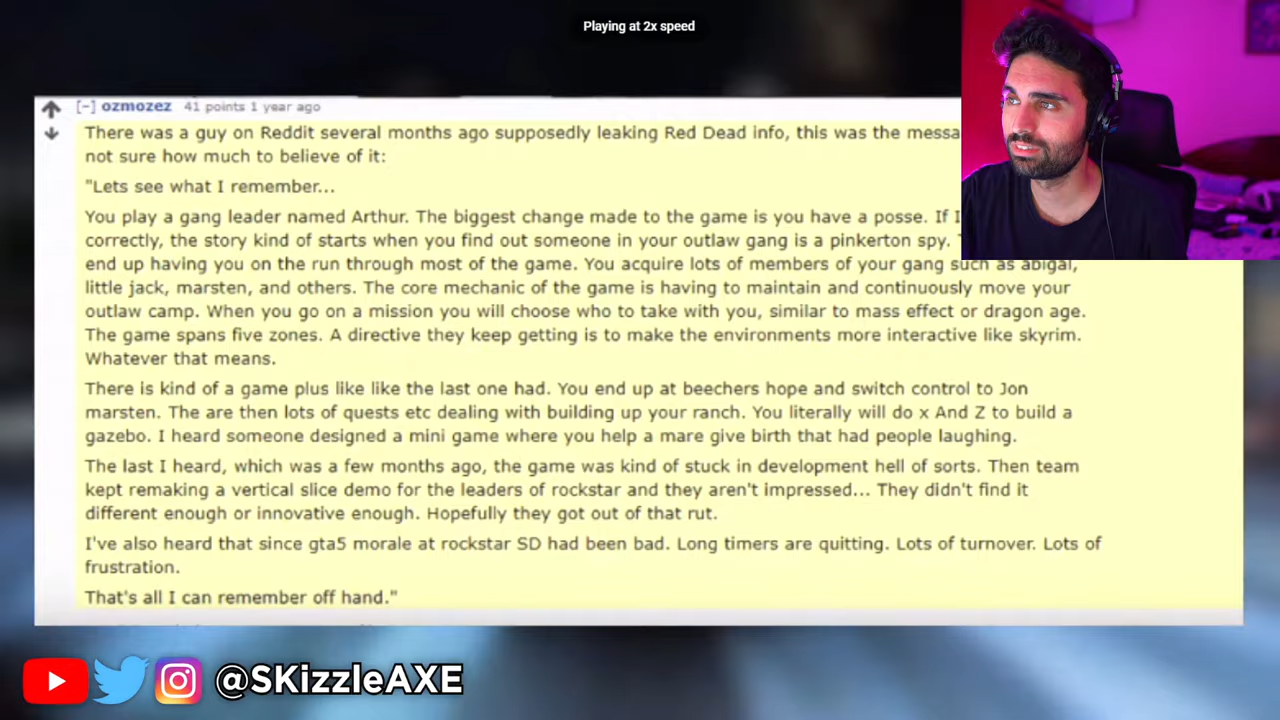 Playing at 2x speed
[-] ozmozez 41 points 1 year ago
There was a guy on Reddit several months ago supposedly leaking Red Dead info, this was the messa
not sure how much to believe of it:
"Lets see what I remember...
You play a gang leader named Arthur. The biggest change made to the game is you have a posse. If I
correctly, the story kind of starts when you find out someone in your outlaw gang is a pinkerton spy.
end up having you on the run through most of the game. You acquire lots of members of your gang such as abigal,
little jack, marsten, and others. The core mechanic of the game is having to maintain and continuously move your
outlaw camp. When you go on a mission you will choose who to take with you, similar to mass effect or dragon age.
The game spans five zones. A directive they keep getting is to make the environments more interactive like skyrim.
Whatever that means.
There is kind of a game plus like like the last one had. You end up at beechers hope and switch control to Jon
marsten. The are then lots of quests etc dealing with building up your ranch. You literally will do x And Z to build a
gazebo. I heard someone designed a mini game where you help a mare give birth that had people laughing.
The last I heard, which was a few months ago, the game was kind of stuck in development hell of sorts. Then team
kept remaking a vertical slice demo for the leaders of rockstar and they aren't impressed... They didn't find it
different enough or innovative enough. Hopefully they got out of that rut.
I've also heard that since gta5 morale at rockstar SD had been bad. Long timers are quitting. Lots of turnover. Lots of
frustration.
That's all I can remember off hand."
@SKizzleAXE